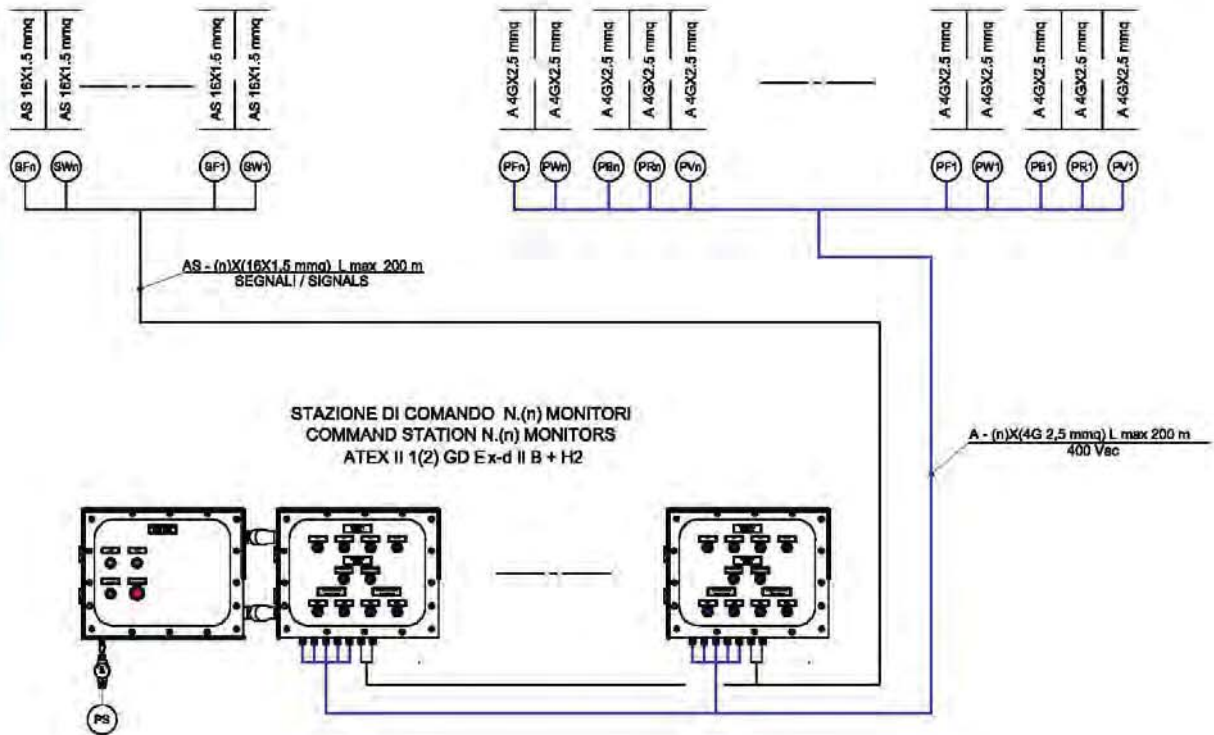 AS 16X1.5 mmq
AS 16X1.5 mmq
AS 16X1.5 mmq
AS 16X1.5 mmq
A 4GX2.5 mmq
A 4GX2.5 mmq
A 4GX2.5 mmq
A 4GX2.5 mmq
A 4GX2.5 mmq
A 4GX2.5 mmq
A 4GX2.5 mmq
A 4GX2.5 mmq
A 4GX2.5 mmq
A 4GX2.5 mmq
SFn SWn SF1 SW1 PFn PWn PBn PRn PVn PF1 PW1 PB1 PR1 PV1
AS - (n)X(16X1.5 mmq) L max 200 m
SEGNALI / SIGNALS
STAZIONE DI COMANDO N.(n) MONITORI
COMMAND STATION N.(n) MONITORS
ATEX II 1(2) GD Ex-d II B + H2
A - (n)X(4G 2,5 mmq) L max 200 m
400 Vac
PS